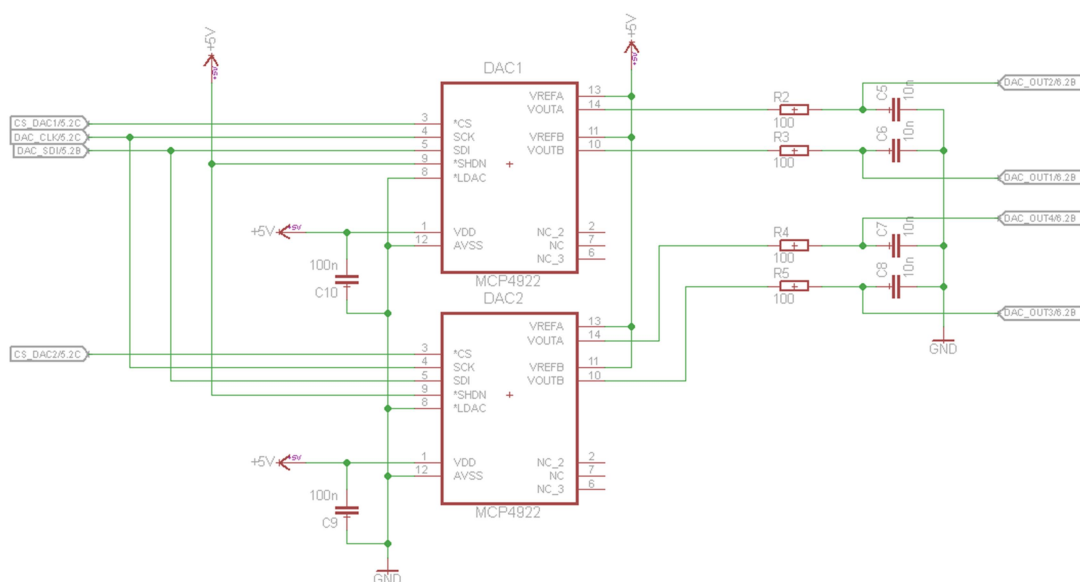 +5V
+5V
+5V
+5V
DAC1
CS_DAC1/5.2C
DAC_CLK/5.2C
DAC_SDI/5.2B
3 *CS
4 SCK
5 SDI
9 *SHDN
8 *LDAC
1 VDD
12 AVSS
VREFA 13
VOUTA 14
VREFB 11
VOUTB 10
NC_2 2
NC 7
NC_3 6
MCP4922
+5V +5V
100n
C10
R2
100
R3
100
R4
100
R5
100
C5 10n
C6 10n
C7 10n
C8 10n
DAC_OUT2/6.2B
DAC_OUT1/6.2B
DAC_OUT4/6.2B
DAC_OUT3/6.2B
GND
DAC2
CS_DAC2/5.2C
3 *CS
4 SCK
5 SDI
9 *SHDN
8 *LDAC
1 VDD
12 AVSS
VREFA 13
VOUTA 14
VREFB 11
VOUTB 10
NC_2 2
NC 7
NC_3 6
MCP4922
+5V +5V
100n
C9
GND